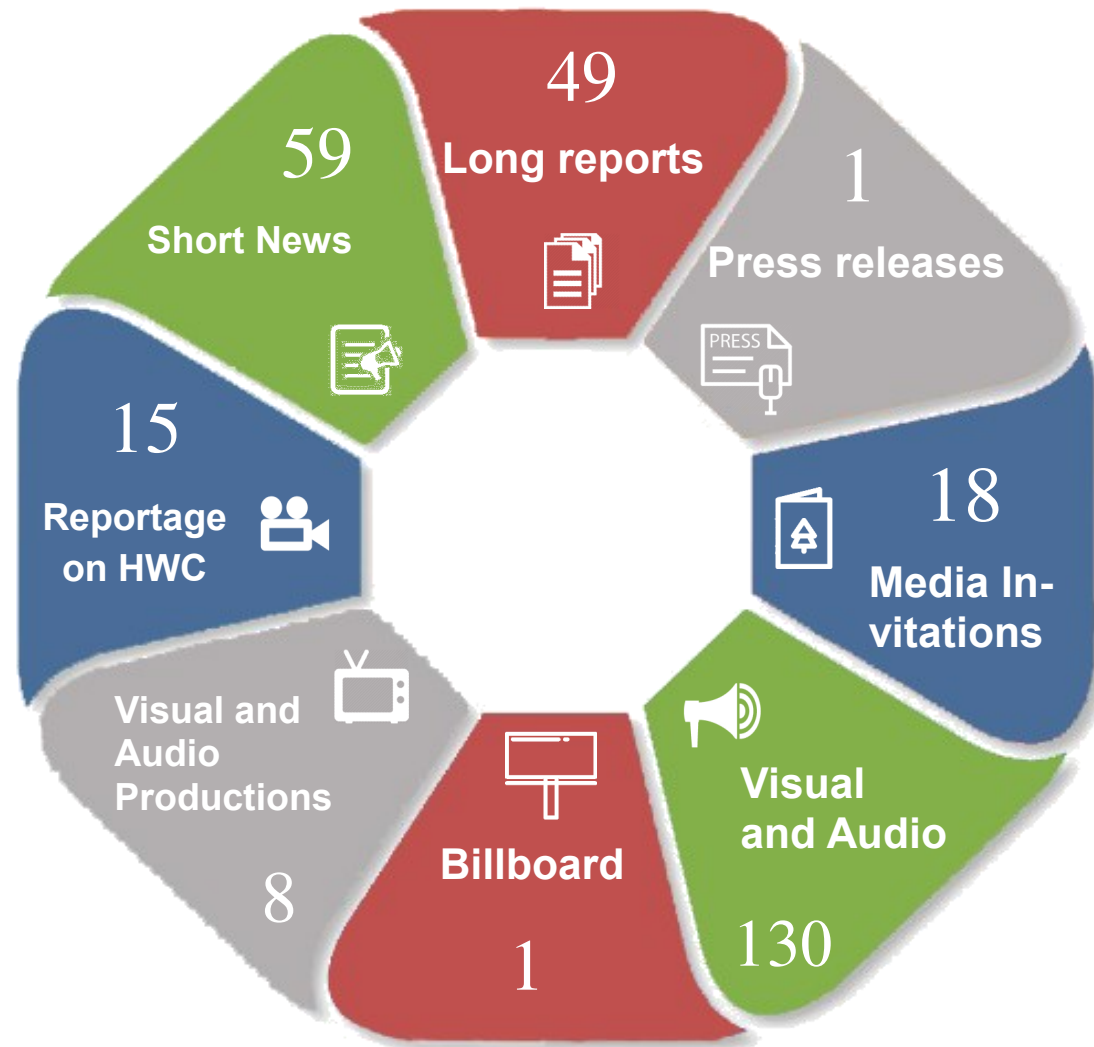 49
Long reports
1
Press releases
PRESS
18
Media In-
vitations
Visual
and Audio
130
Billboard
1
Visual and
Audio
Productions
8
15
Reportage
on HWC
59
Short News